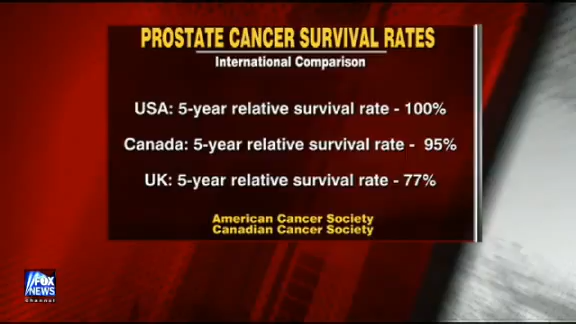 PROSTATE CANCER SURVIVAL RATES
International Comparison
USA: 5-year relative survival rate - 100%
Canada: 5-year relative survival rate - 95%
UK: 5-year relative survival rate - 77%
American Cancer Society
Canadian Cancer Society
FOX
NEWS
Channel